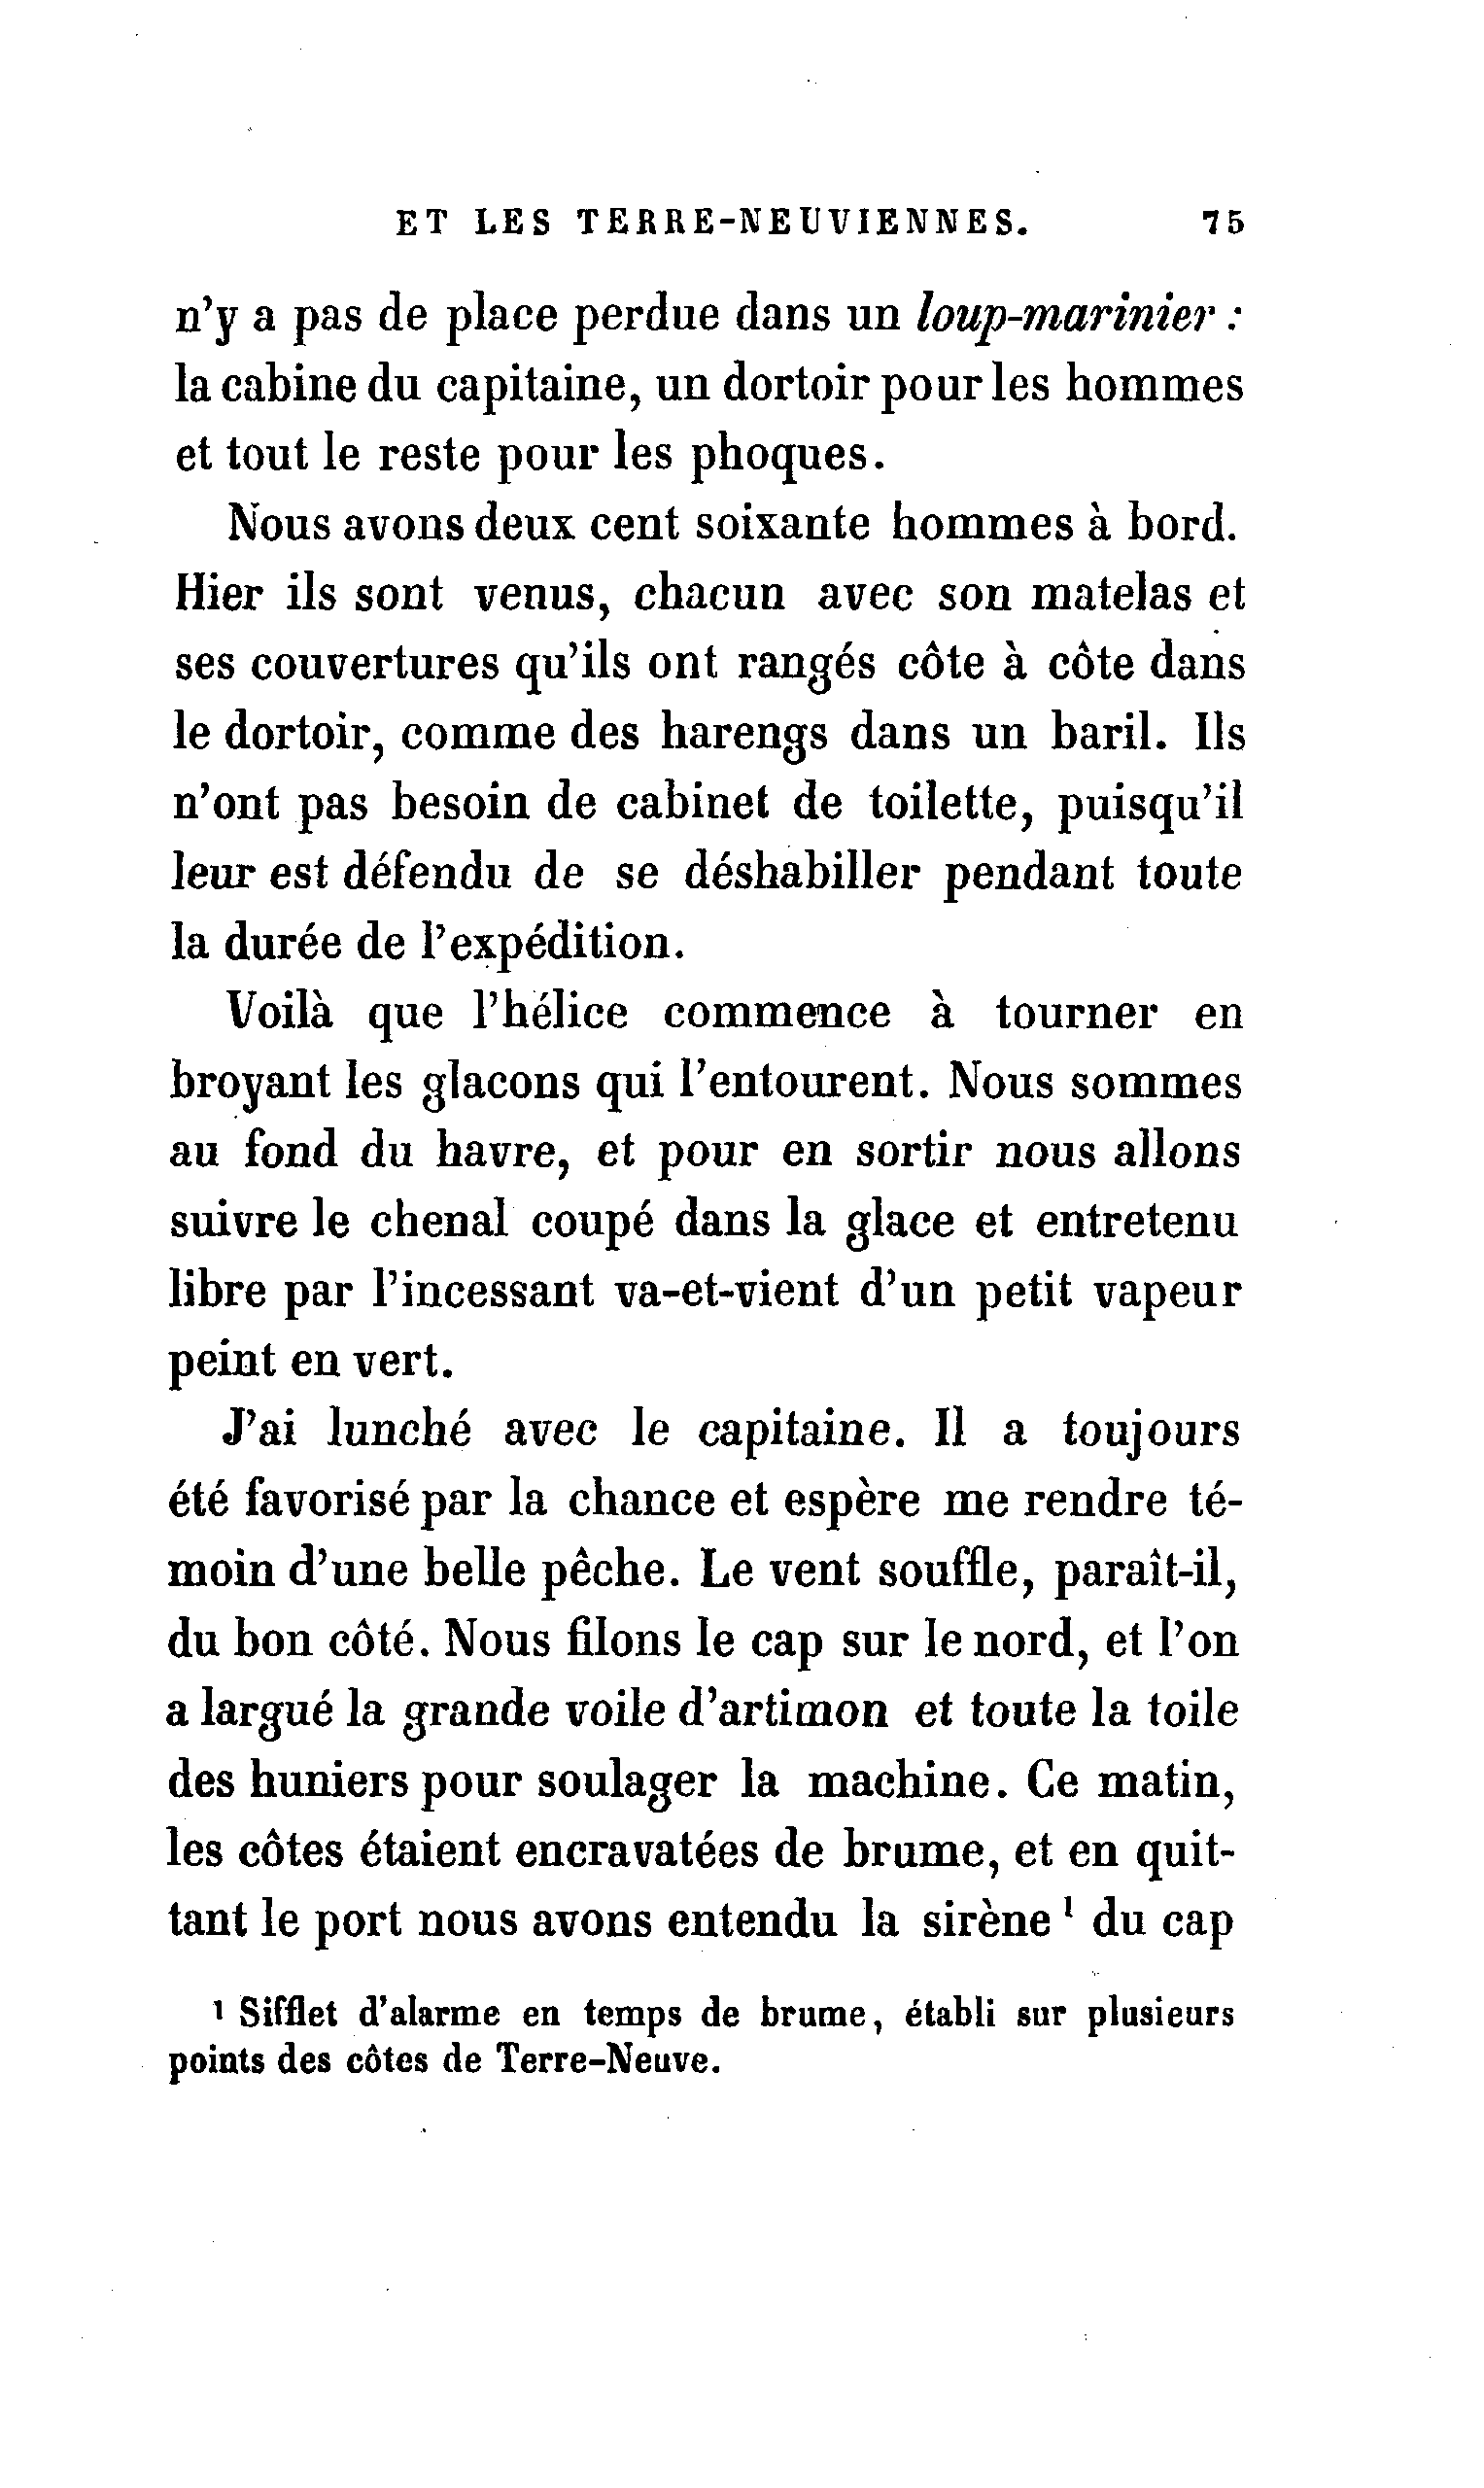 ET LES TERRE-NEUVIENNES. 75
n'y a pas de place perdue dans un loup-marinier :
la cabine du capitaine, un dortoir pour les hommes
et tout le reste pour les phoques.
Nous avons deux cent soixante hommes à bord.
Hier ils sont venus, chacun avec son matelas et
ses couvertures qu'ils ont rangés côte à côte dans
le dortoir, comme des harengs dans un baril. Ils
n'ont pas besoin de cabinet de toilette, puisqu'il
leur est défendu de se déshabiller pendant toute
la durée de l'expédition.
Voilà que l'hélice commence à tourner en
broyant les glacons qui l'entourent. Nous sommes
au fond du havre, et pour en sortir nous allons
suivre le chenal coupé dans la glace et entretenu
libre par l'incessant va-et-vient d'un petit vapeur
peint en vert.
J'ai lunché avec le capitaine. Il a toujours
été favorisé par la chance et espère me rendre té-
moin d'une belle pêche. Le vent souffle, paraît-il,
du bon côté. Nous filons le cap sur le nord, et l'on
a largué la grande voile d'artimon et toute la toile
des huniers pour soulager la machine. Ce matin,
les côtes étaient encravatées de brume, et en quit-
tant le port nous avons entendu la sirène ¹ du cap
¹ Sifflet d'alarme en temps de brume, établi sur plusieurs
points des côtes de Terre-Neuve.